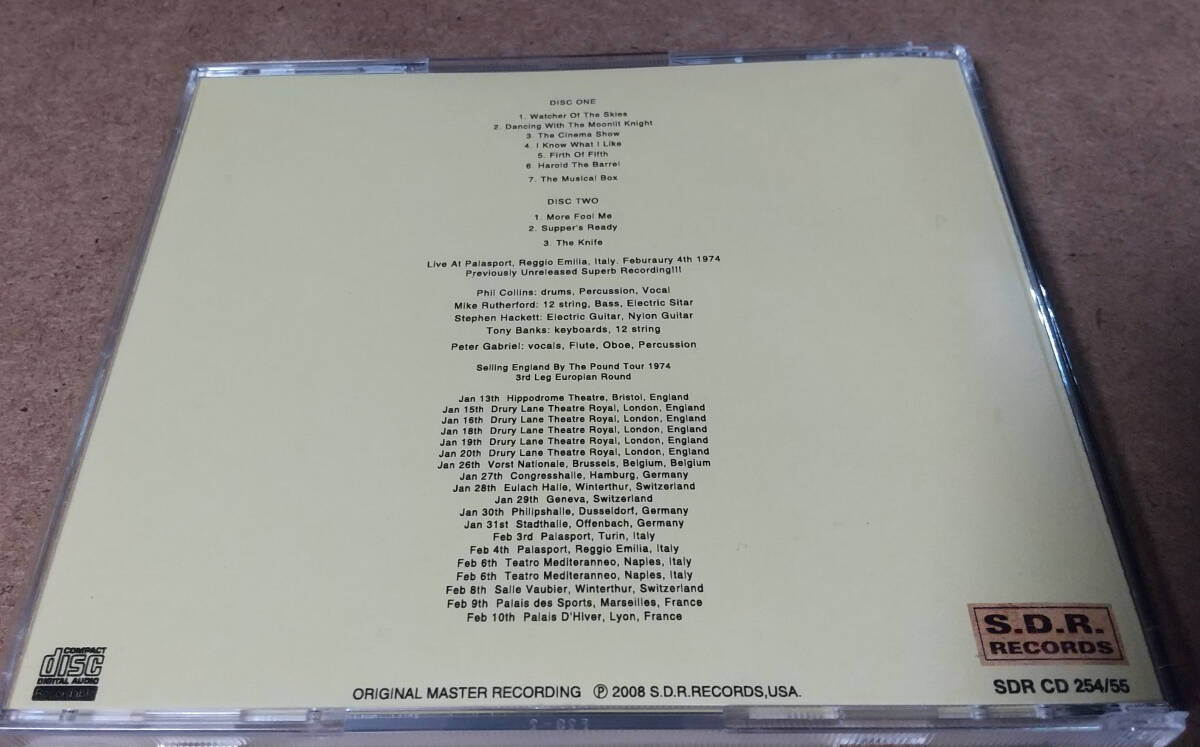 DISC ONE
1. Watcher Of The Skies
2. Dancing With The Moonlit Knight
3. The Cinema Show
4. I Know What I Like
5. Firth Of Fifth
6. Harold The Barrel
7. The Musical Box
DISC TWO
1. More Fool Me
2. Supper's Ready
3. The Knife
Live At Palasport, Reggio Emilia, Italy. Feburaury 4th 1974
Previously Unreleased Superb Recording!!!
Phil Collins: drums, Percussion, Vocal
Mike Rutherford: 12 string, Bass, Electric Sitar
Stephen Hackett: Electric Guitar, Nylon Guitar
Tony Banks: keyboards, 12 string
Peter Gabriel: vocals, Flute, Oboe, Percussion
Selling England By The Pound Tour 1974
3rd Leg Europian Round
Jan 13th Hippodrome Theatre, Bristol, England
Jan 15th Drury Lane Theatre Royal, London, England
Jan 16th Drury Lane Theatre Royal, London, England
Jan 18th Drury Lane Theatre Royal, London, England
Jan 19th Drury Lane Theatre Royal, London, England
Jan 20th Drury Lane Theatre Royal, London, England
Jan 26th Vorst Nationale, Brussels, Belgium, Belgium
Jan 27th Congresshalle, Hamburg, Germany
Jan 28th Eulach Halle, Winterthur, Switzerland
Jan 29th Geneva, Switzerland
Jan 30th Philipshalle, Dusseldorf, Germany
Jan 31st Stadthalle, Offenbach, Germany
Feb 3rd Palasport, Turin, Italy
Feb 4th Palasport, Reggio Emilia, Italy
Feb 6th Teatro Mediteranneo, Naples, Italy
Feb 6th Teatro Mediteranneo, Naples, Italy
Feb 8th Salle Vaubier, Winterthur, Switzerland
Feb 9th Palais des Sports, Marseilles, France
Feb 10th Palais D'Hiver, Lyon, France
S.D.R.
RECORDS
COMPACT
disc
DIGITAL AUDIO
Recordable
ORIGINAL MASTER RECORDING Ⓟ 2008 S.D.R.RECORDS,USA.
SDR CD 254/55